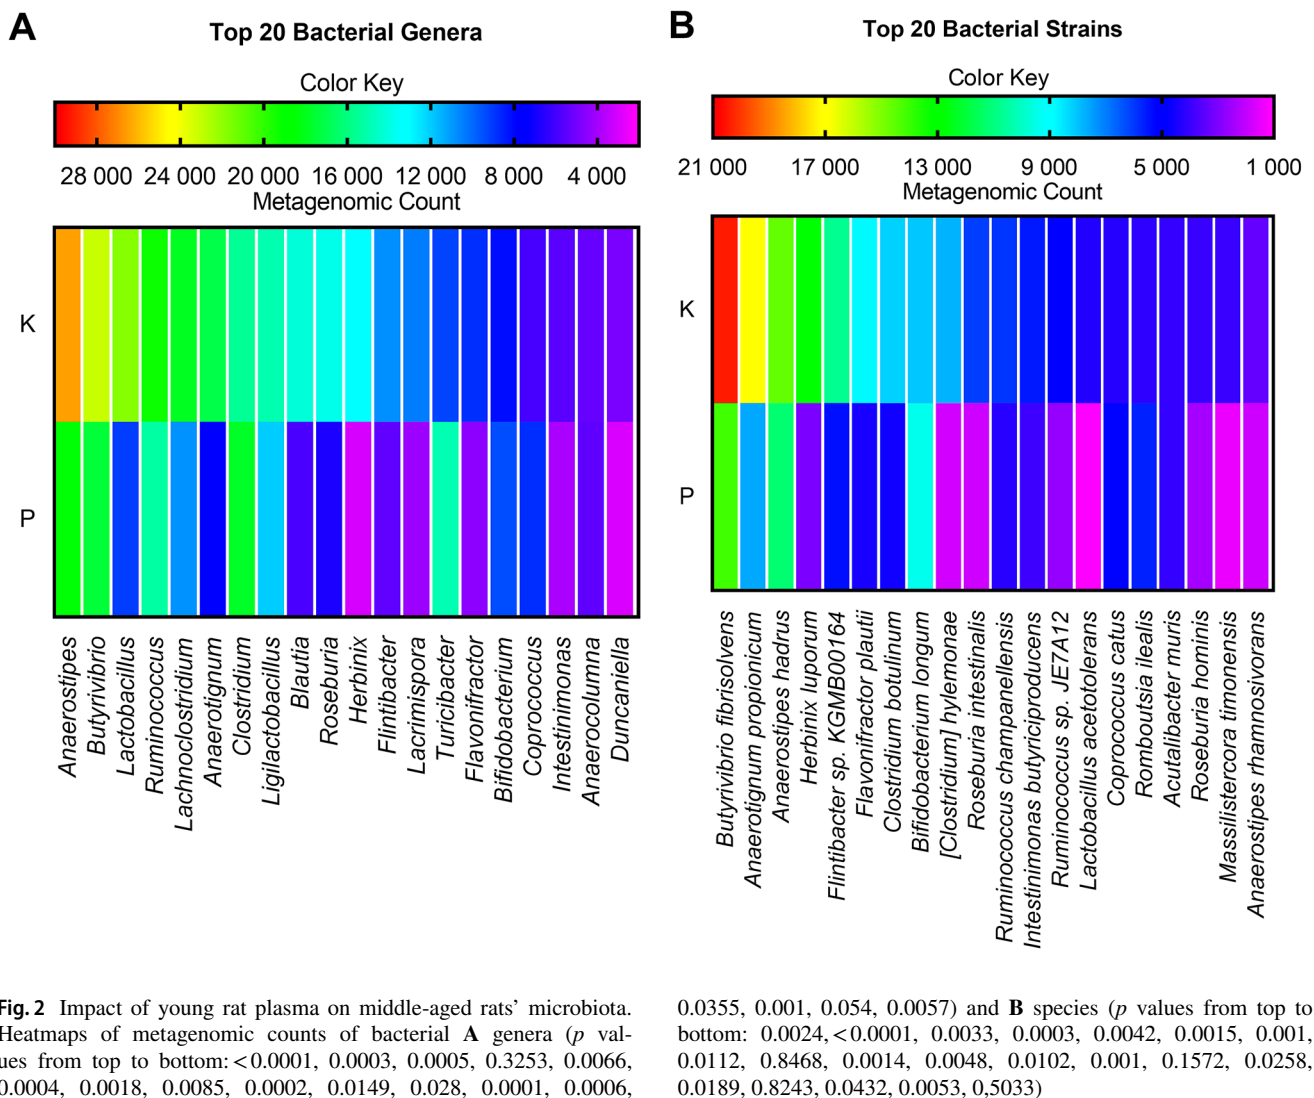 A
Top 20 Bacterial Genera
Color Key
28 000 24 000 20 000 16 000 12 000 8 000 4 000
Metagenomic Count
K
P
Anaerostipes
Butyrivibrio
Lactobacillus
Ruminococcus
Lachnoclostridium
Anaerotignum
Clostridium
Ligilactobacillus
Blautia
Roseburia
Herbinix
Flintibacter
Lacrimispora
Turicibacter
Flavonifractor
Bifidobacterium
Coprococcus
Intestinimonas
Anaerocolumna
Duncaniella
B
Top 20 Bacterial Strains
Color Key
21 000 17 000 13 000 9 000 5 000 1 000
Metagenomic Count
K
P
Butyrivibrio fibrisolvens
Anaerotignum propionicum
Anaerostipes hadrus
Herbinix luporum
Flintibacter sp. KGMB00164
Flavonifractor plautii
Clostridium botulinum
Bifidobacterium longum
[Clostridium] hylemonae
Roseburia intestinalis
Ruminococcus champanellensis
Intestinimonas butyriciproducens
Ruminococcus sp. JE7A12
Lactobacillus acetotolerans
Coprococcus catus
Romboutsia ilealis
Acutalibacter muris
Roseburia hominis
Massilistercora timonensis
Anaerostipes rhamnosivorans
Fig. 2 Impact of young rat plasma on middle-aged rats' microbiota.
Heatmaps of metagenomic counts of bacterial A genera (p val-
ues from top to bottom: < 0.0001, 0.0003, 0.0005, 0.3253, 0.0066,
0.0004, 0.0018, 0.0085, 0.0002, 0.0149, 0.028, 0.0001, 0.0006,
0.0355, 0.001, 0.054, 0.0057) and B species (p values from top to
bottom: 0.0024, < 0.0001, 0.0033, 0.0003, 0.0042, 0.0015, 0.001,
0.0112, 0.8468, 0.0014, 0.0048, 0.0102, 0.001, 0.1572, 0.0258,
0.0189, 0.8243, 0.0432, 0.0053, 0,5033)